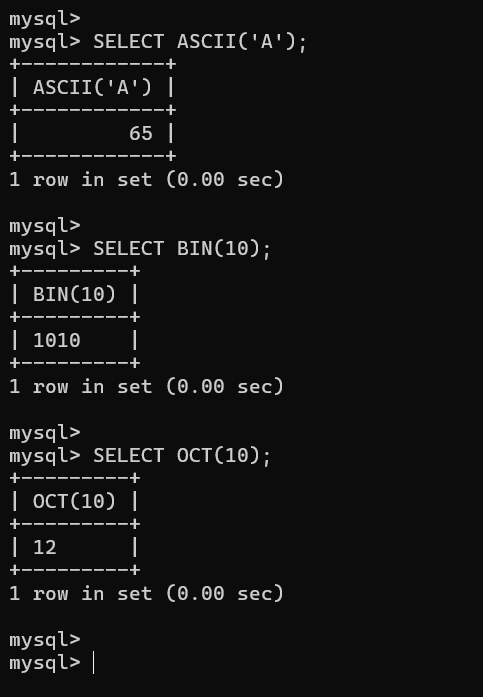 mysql>
mysql> SELECT ASCII('A');
+------------+
| ASCII('A') |
+------------+
|         65 |
+------------+
1 row in set (0.00 sec)

mysql>
mysql> SELECT BIN(10);
+---------+
| BIN(10) |
+---------+
| 1010    |
+---------+
1 row in set (0.00 sec)

mysql>
mysql> SELECT OCT(10);
+---------+
| OCT(10) |
+---------+
| 12      |
+---------+
1 row in set (0.00 sec)

mysql>
mysql>